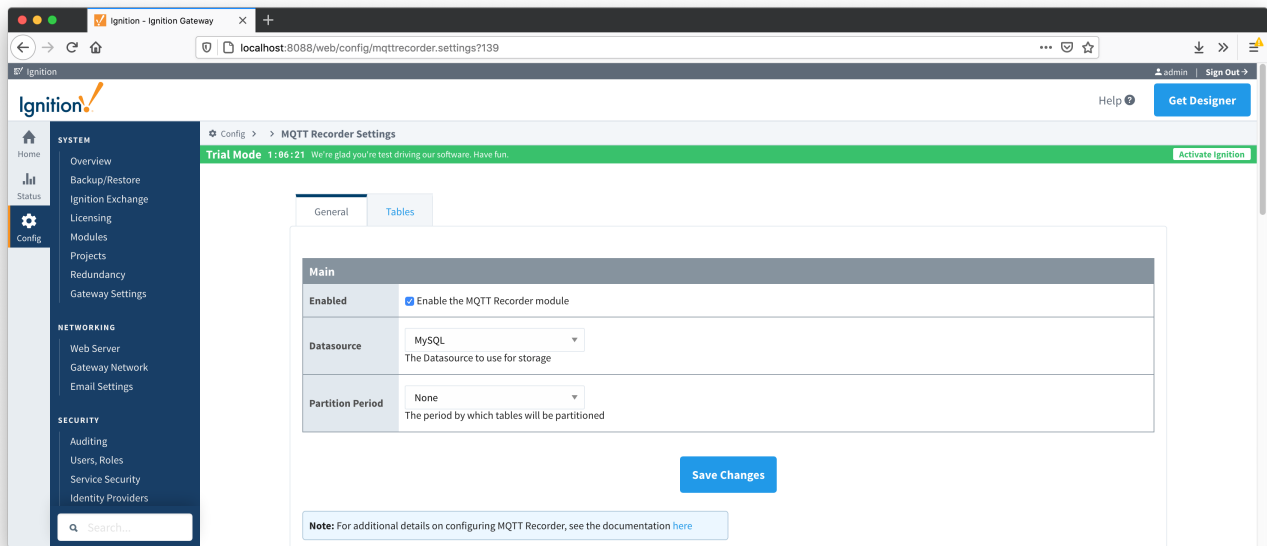 Ignition - Ignition Gateway
localhost:8088/web/config/mqttrecorder.settings?139
Ignition
admin | Sign Out
Ignition!
Help
Get Designer
Home
Status
Config
SYSTEM
Overview
Backup/Restore
Ignition Exchange
Licensing
Modules
Projects
Redundancy
Gateway Settings
NETWORKING
Web Server
Gateway Network
Email Settings
SECURITY
Auditing
Users, Roles
Service Security
Identity Providers
Search...
Config > > MQTT Recorder Settings
Trial Mode 1:06:21 We're glad you're test driving our software. Have fun.
Activate Ignition
General Tables
Main
Enabled Enable the MQTT Recorder module
Datasource MySQL
The Datasource to use for storage
Partition Period None
The period by which tables will be partitioned
Save Changes
Note: For additional details on configuring MQTT Recorder, see the documentation here